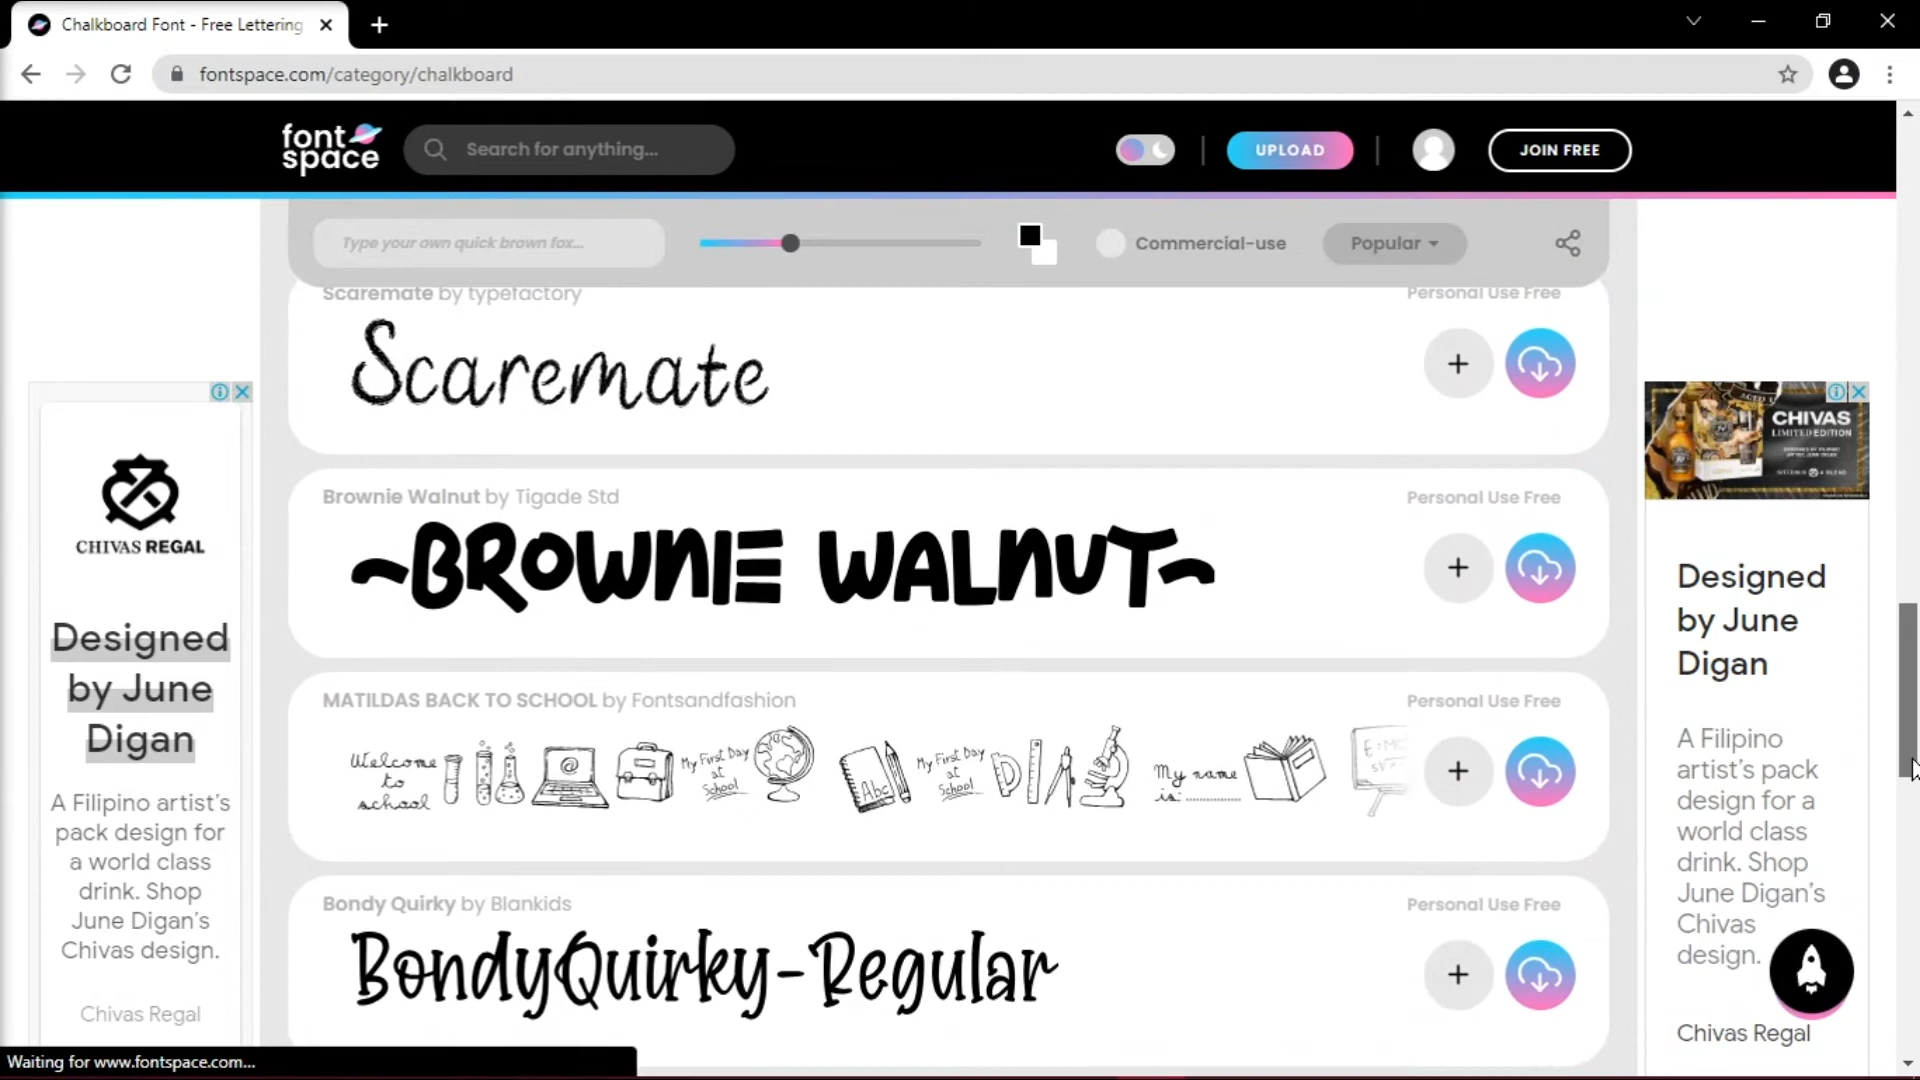 Chalkboard Font - Free Lettering
fontspace.com/category/chalkboard
font
space
Search for anything...
UPLOAD
JOIN FREE
Type your own quick brown fox...
Commercial-use
Popular
Scaremate by typefactory
Personal Use Free
Scaremate
Brownie Walnut by Tigade Std
Personal Use Free
~BROWNIE WALNUT~
MATILDAS BACK TO SCHOOL by Fontsandfashion
Personal Use Free
Welcome
to
school
@
My First Day
at
School
Abc
My First Day
at
School
My name
is:
Bondy Quirky by Blankids
Personal Use Free
BondyQuirky-Regular
CHIVAS REGAL
Designed
by June
Digan
A Filipino artist's
pack design for
a world class
drink. Shop
June Digan's
Chivas design.
Chivas Regal
CHIVAS
LIMITED EDITION
Designed
by June
Digan
A Filipino
artist's pack
design for a
world class
drink. Shop
June Digan's
Chivas
design.
Chivas Regal
Waiting for www.fontspace.com...